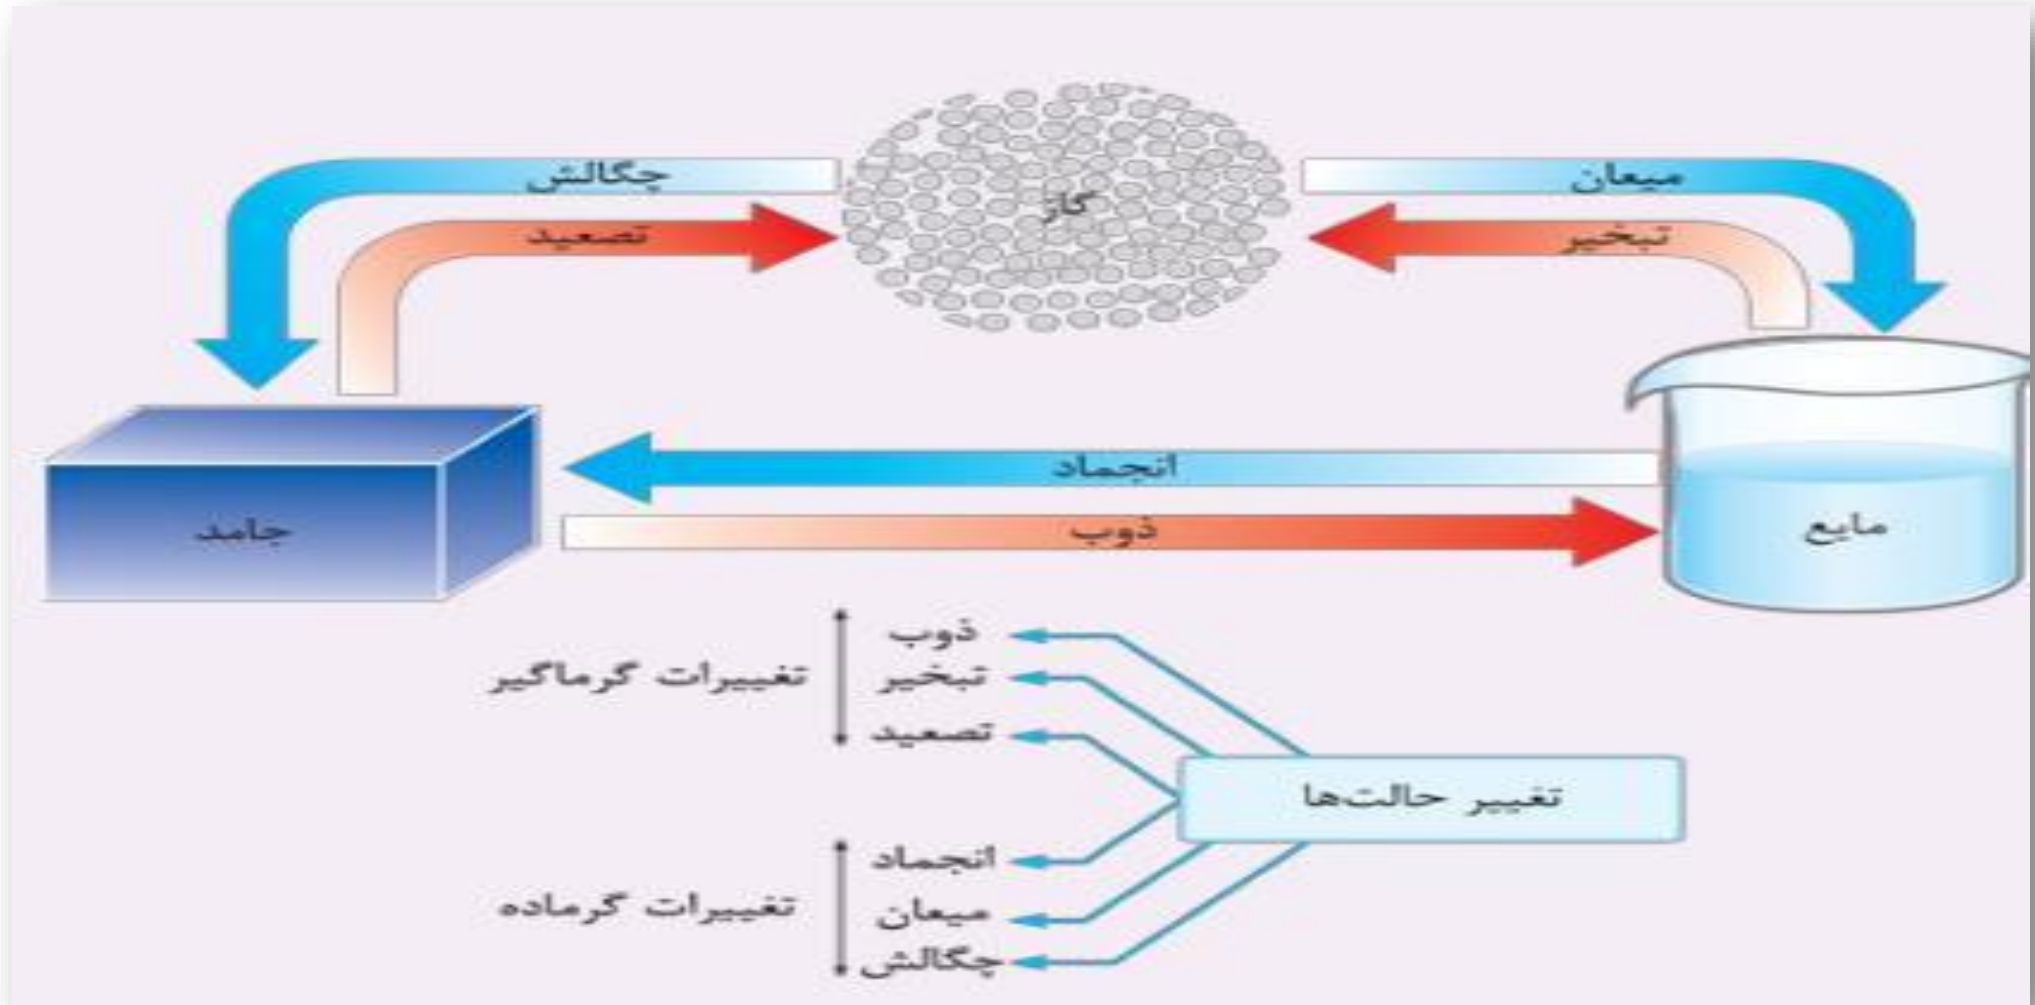 گاز
میعان
چگالش
تبخیر
تصعید
انجماد
ذوب
مایع
جامد
ذوب
تبخیر
تصعید
تغییرات گرماگیر
تغییر حالت‌ها
انجماد
میعان
چگالش
تغییرات گرماده